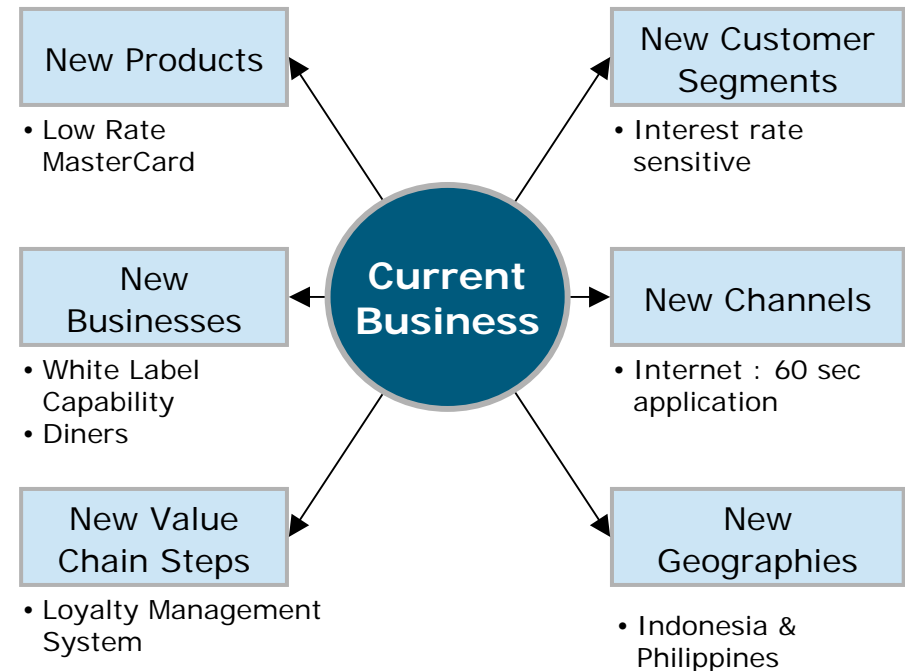 New Products
• Low Rate
MasterCard
New
Businesses
• White Label
Capability
• Diners
New Value
Chain Steps
• Loyalty Management
System
Current
Business
New Customer
Segments
• Interest rate
sensitive
New Channels
• Internet : 60 sec
application
New
Geographies
• Indonesia &
Philippines